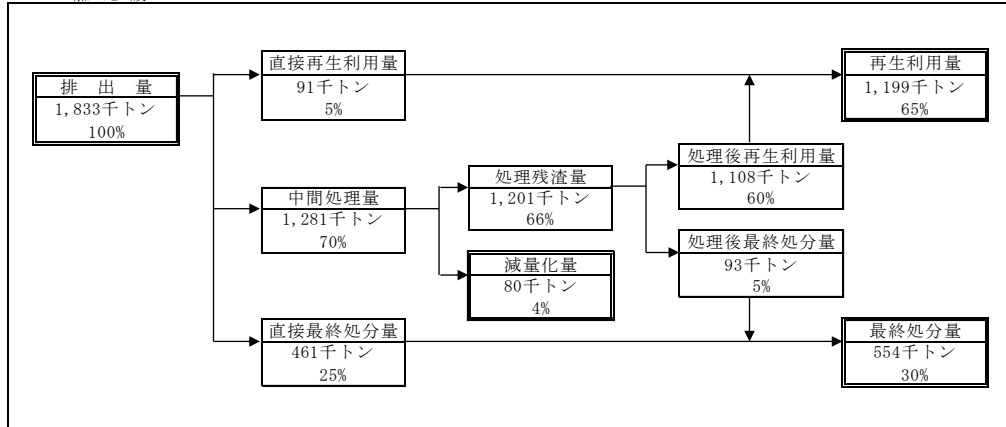 直接再生利用量
91千トン
5%
再生利用量
1,199千トン
65%
排 出 量
1,833千トン
100%
処理後再生利用量
1,108千トン
60%
処理残渣量
1,201千トン
66%
中間処理量
1,281千トン
70%
処理後最終処分量
93千トン
5%
減量化量
80千トン
4%
直接最終処分量
461千トン
25%
最終処分量
554千トン
30%